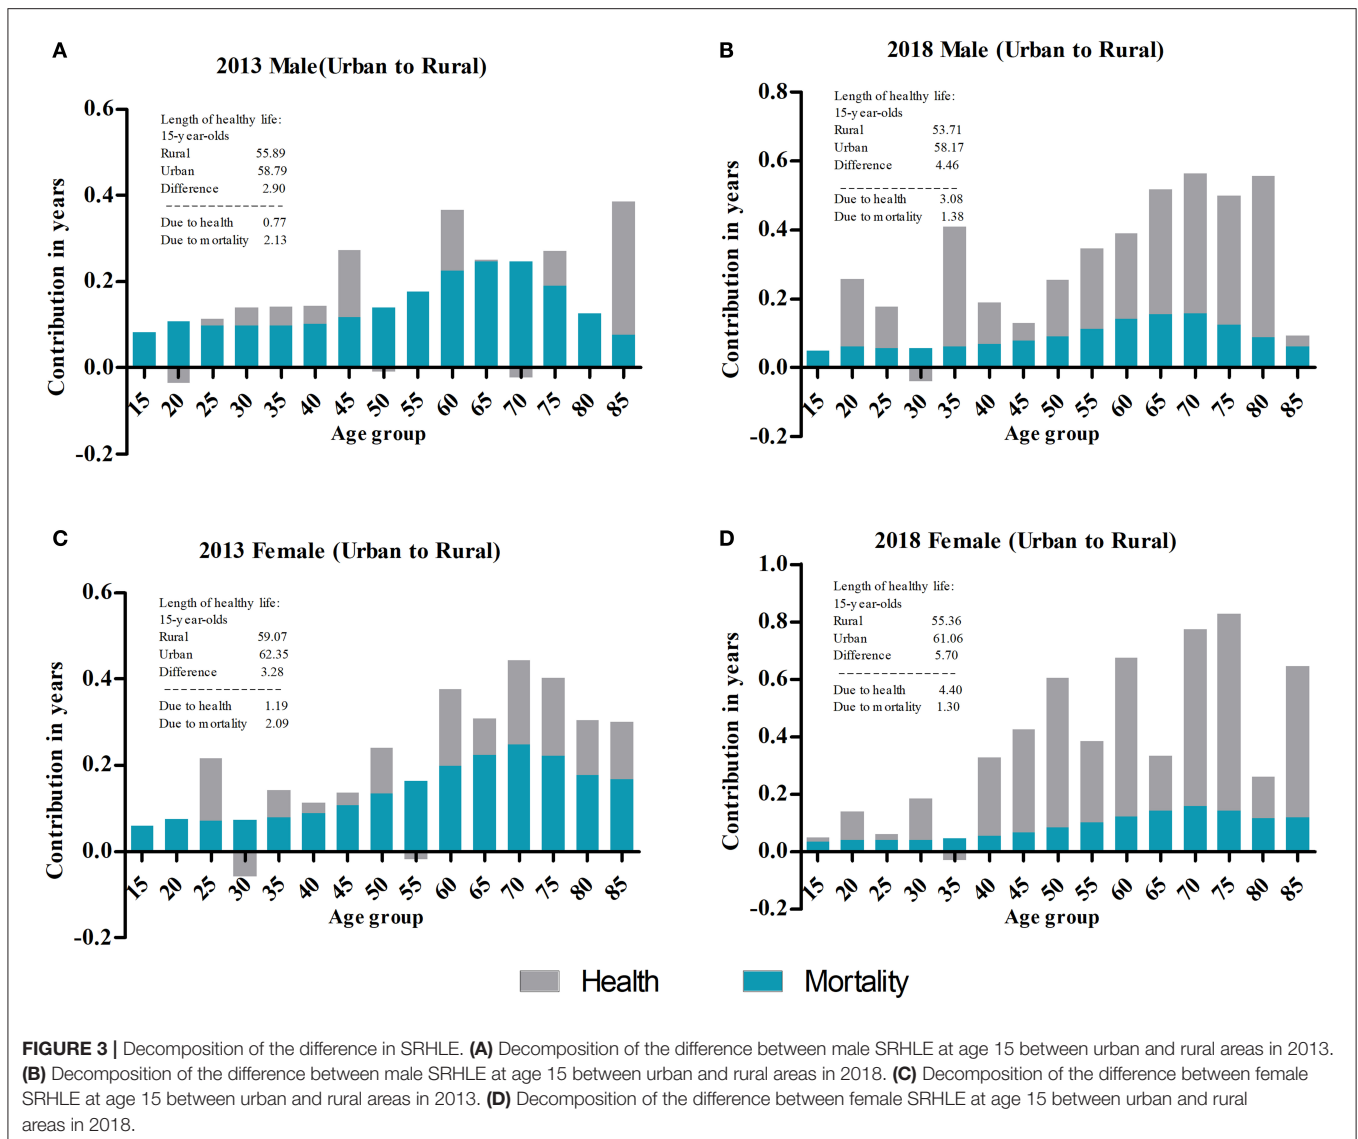 A
2013 Male(Urban to Rural)
Contribution in years
0.6
0.4
0.2
0.0
-0.2
Length of healthy life:
15-year-olds
Rural 55.89
Urban 58.79
Difference 2.90
Due to health 0.77
Due to mortality 2.13
15 20 25 30 35 40 45 50 55 60 65 70 75 80 85
Age group
B
2018 Male (Urban to Rural)
Contribution in years
0.8
0.6
0.4
0.2
0.0
-0.2
Length of healthy life:
15-year-olds
Rural 53.71
Urban 58.17
Difference 4.46
Due to health 3.08
Due to mortality 1.38
15 20 25 30 35 40 45 50 55 60 65 70 75 80 85
Age group
C
2013 Female (Urban to Rural)
Contribution in years
0.6
0.4
0.2
0.0
-0.2
Length of healthy life:
15-year-olds
Rural 59.07
Urban 62.35
Difference 3.28
Due to health 1.19
Due to mortality 2.09
15 20 25 30 35 40 45 50 55 60 65 70 75 80 85
Age group
D
2018 Female (Urban to Rural)
Contribution in years
1.0
0.8
0.6
0.4
0.2
0.0
-0.2
Length of healthy life:
15-year-olds
Rural 55.36
Urban 61.06
Difference 5.70
Due to health 4.40
Due to mortality 1.30
15 20 25 30 35 40 45 50 55 60 65 70 75 80 85
Age group
Health Mortality
FIGURE 3 | Decomposition of the difference in SRHLE. (A) Decomposition of the difference between male SRHLE at age 15 between urban and rural areas in 2013.
(B) Decomposition of the difference between male SRHLE at age 15 between urban and rural areas in 2018. (C) Decomposition of the difference between female
SRHLE at age 15 between urban and rural areas in 2013. (D) Decomposition of the difference between female SRHLE at age 15 between urban and rural
areas in 2018.